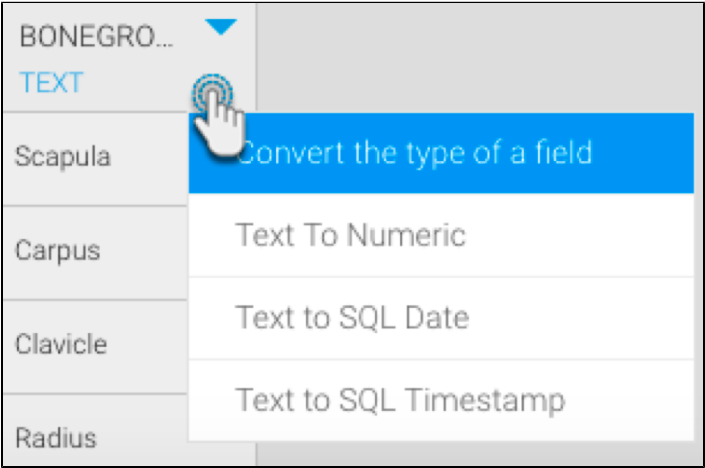 BONEGRO...
TEXT
Convert the type of a field
Scapula
Text To Numeric
Carpus
Text to SQL Date
Clavicle
Text to SQL Timestamp
Radius